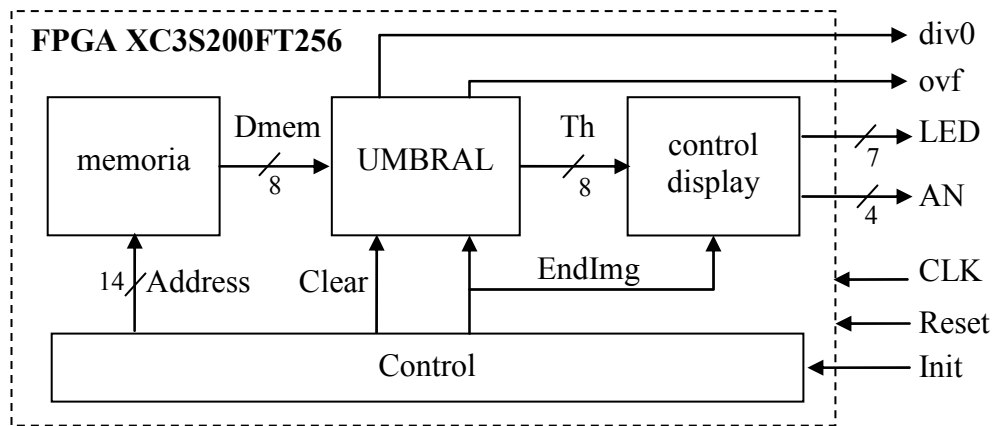 FPGA XC3S200FT256
div0
ovf
memoria
Dmem
8
UMBRAL
Th
8
control
display
7
LED
4
AN
14
Address
Clear
EndImg
CLK
Reset
Control
Init